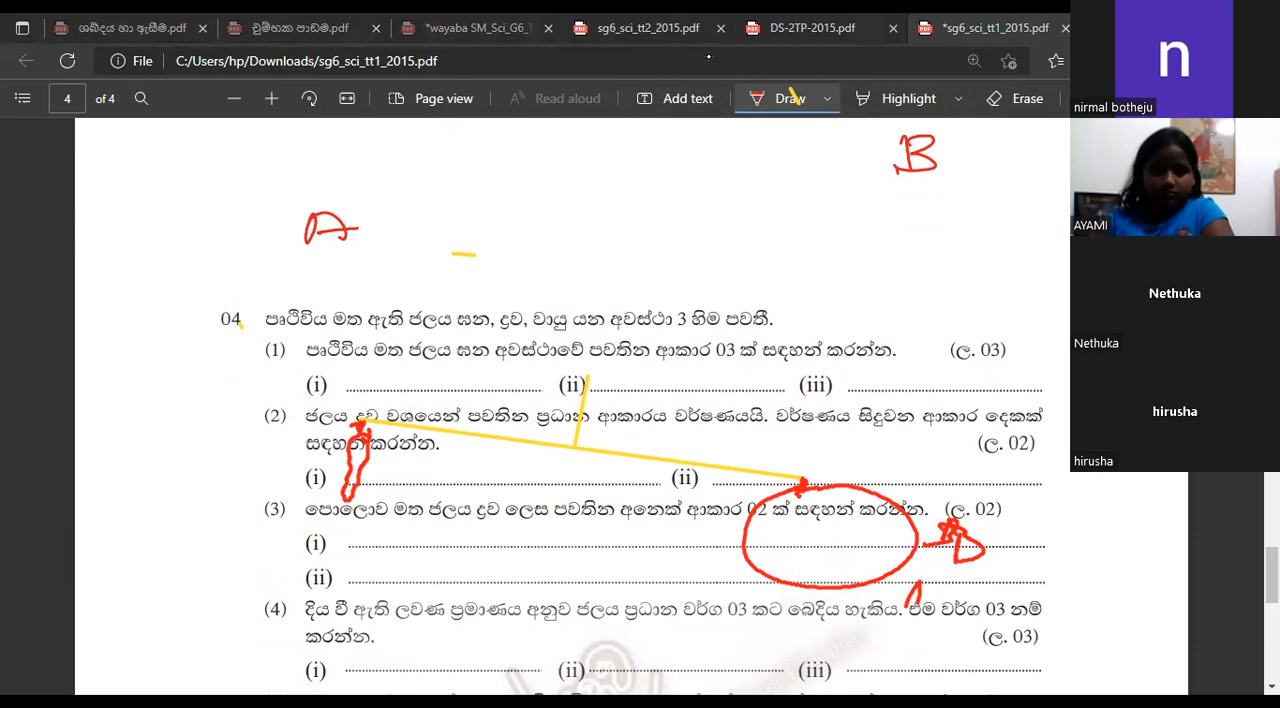 ශබ්දය හා ඇසීම.pdf
චුම්භක පාඩම.pdf
*wayaba SM_Sci_G6_1
sg6_sci_tt2_2015.pdf
DS-2TP-2015.pdf
*sg6_sci_tt1_2015.pdf
File C:/Users/hp/Downloads/sg6_sci_tt1_2015.pdf
4 of 4 Page view Read aloud Add text Draw Highlight Erase
n
nirmal botheju
AYAMI
Nethuka
Nethuka
hirusha
hirusha
B
A
04 පෘථිවිය මත ඇති ජලය ඝන, ද්‍රව, වායු යන අවස්ථා 3 හිම පවතී.
(1) පෘථිවිය මත ජලය ඝන අවස්ථාවේ පවතින ආකාර 03 ක් සඳහන් කරන්න. (ල. 03)
(i) (ii) (iii)
(2) ජලය ද්‍රව වශයෙන් පවතින ප්‍රධාන ආකාරය වර්ෂණයයි. වර්ෂණය සිදුවන ආකාර දෙකක්
සඳහන් කරන්න. (ල. 02)
(i) (ii)
(3) පොලොව මත ජලය ද්‍රව ලෙස පවතින අනෙක් ආකාර 02 ක් සඳහන් කරන්න. (ල. 02)
(i)
(ii)
(4) දිය වී ඇති ලවණ ප්‍රමාණය අනුව ජලය ප්‍රධාන වර්ග 03 කට බෙදිය හැකිය. එම වර්ග 03 නම්
කරන්න. (ල. 03)
(i) (ii) (iii)